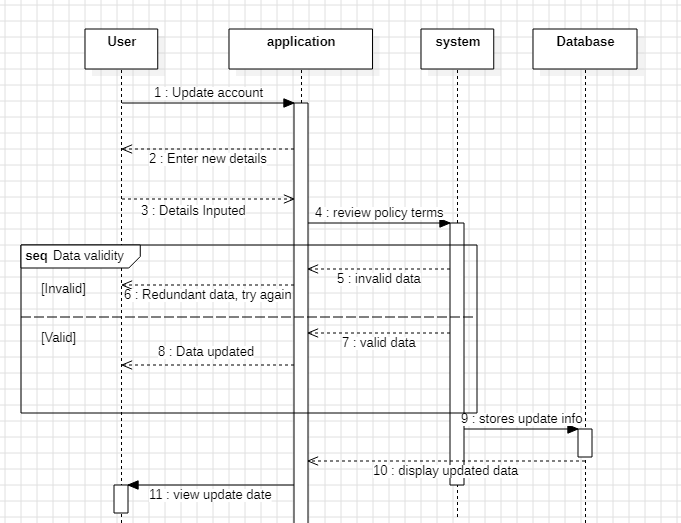 User
application
system
Database
1 : Update account
2 : Enter new details
3 : Details Inputed
4 : review policy terms
seq Data validity
5 : invalid data
[Invalid]
6 : Redundant data, try again
[Valid]
7 : valid data
8 : Data updated
9 : stores update info
10 : display updated data
11 : view update date